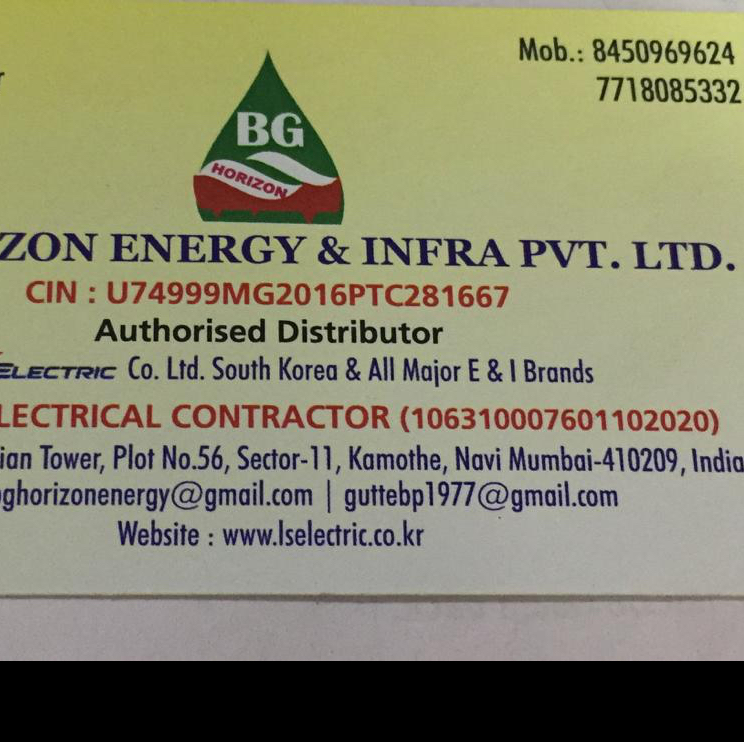 Mob.: 8450969624
7718085332
BG
HORIZON
ZON ENERGY & INFRA PVT. LTD.
CIN : U74999MG2016PTC281667
Authorised Distributor
ELECTRIC Co. Ltd. South Korea & All Major E & I Brands
LECTRICAL CONTRACTOR (106310007601102020)
ian Tower, Plot No.56, Sector-11, Kamothe, Navi Mumbai-410209, India
ghorizonenergy@gmail.com | guttebp1977@gmail.com
Website : www.lselectric.co.kr